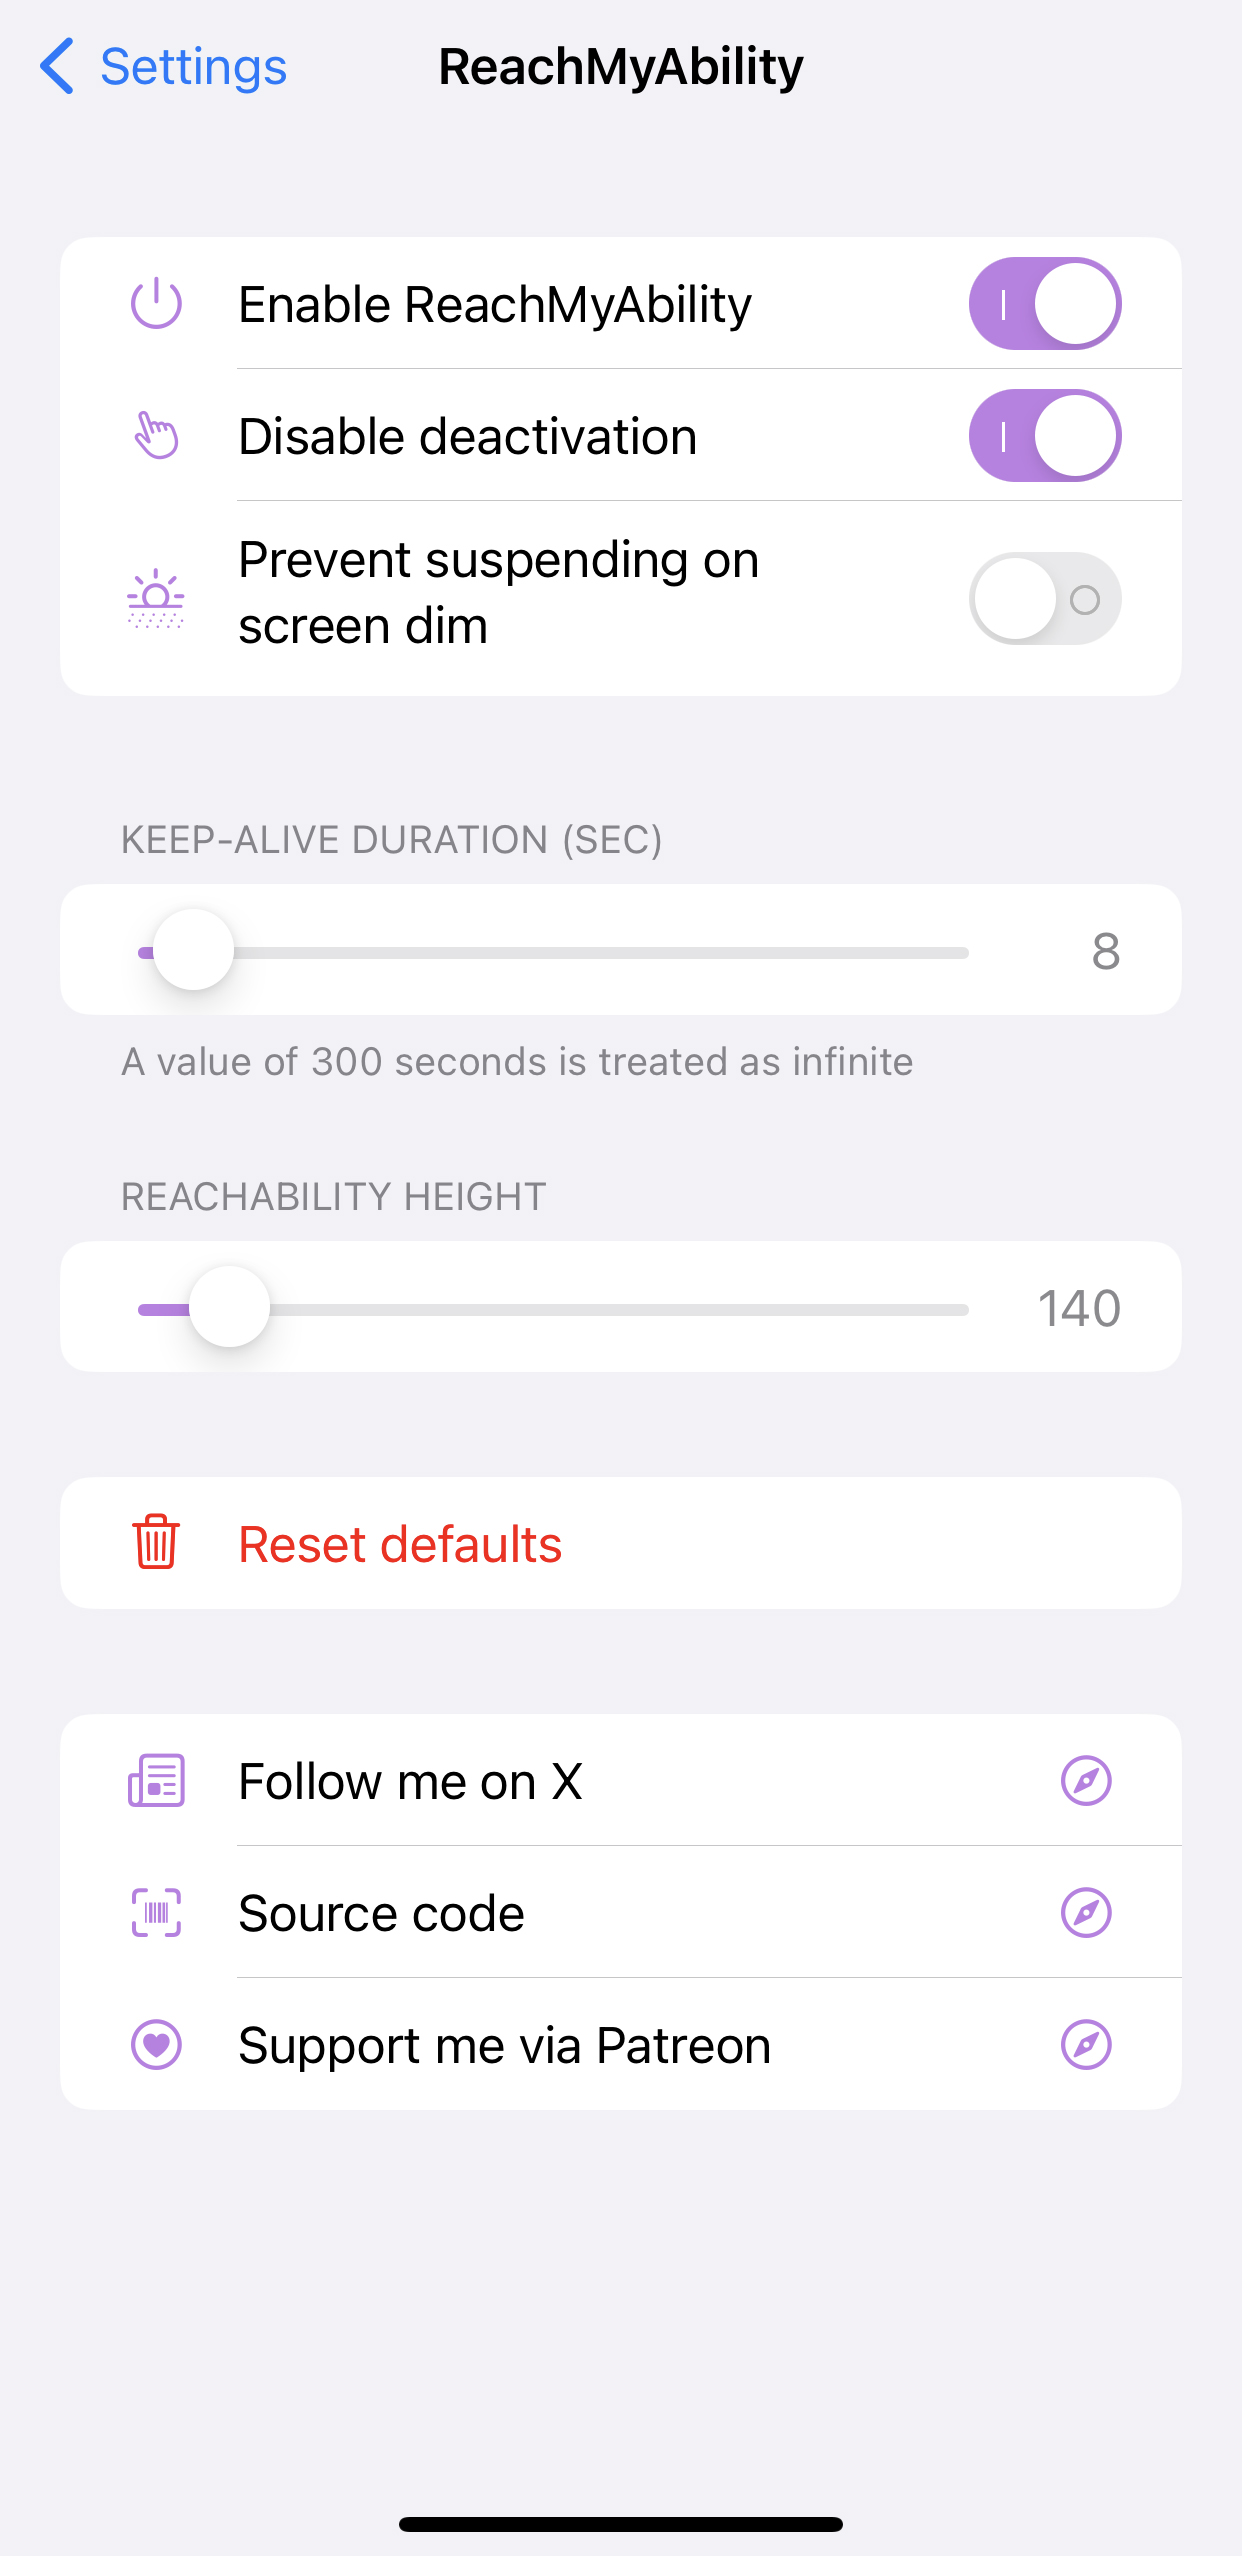 Settings
ReachMyAbility
Enable ReachMyAbility
Disable deactivation
Prevent suspending on
screen dim
KEEP-ALIVE DURATION (SEC)
8
A value of 300 seconds is treated as infinite
REACHABILITY HEIGHT
140
Reset defaults
Follow me on X
Source code
Support me via Patreon